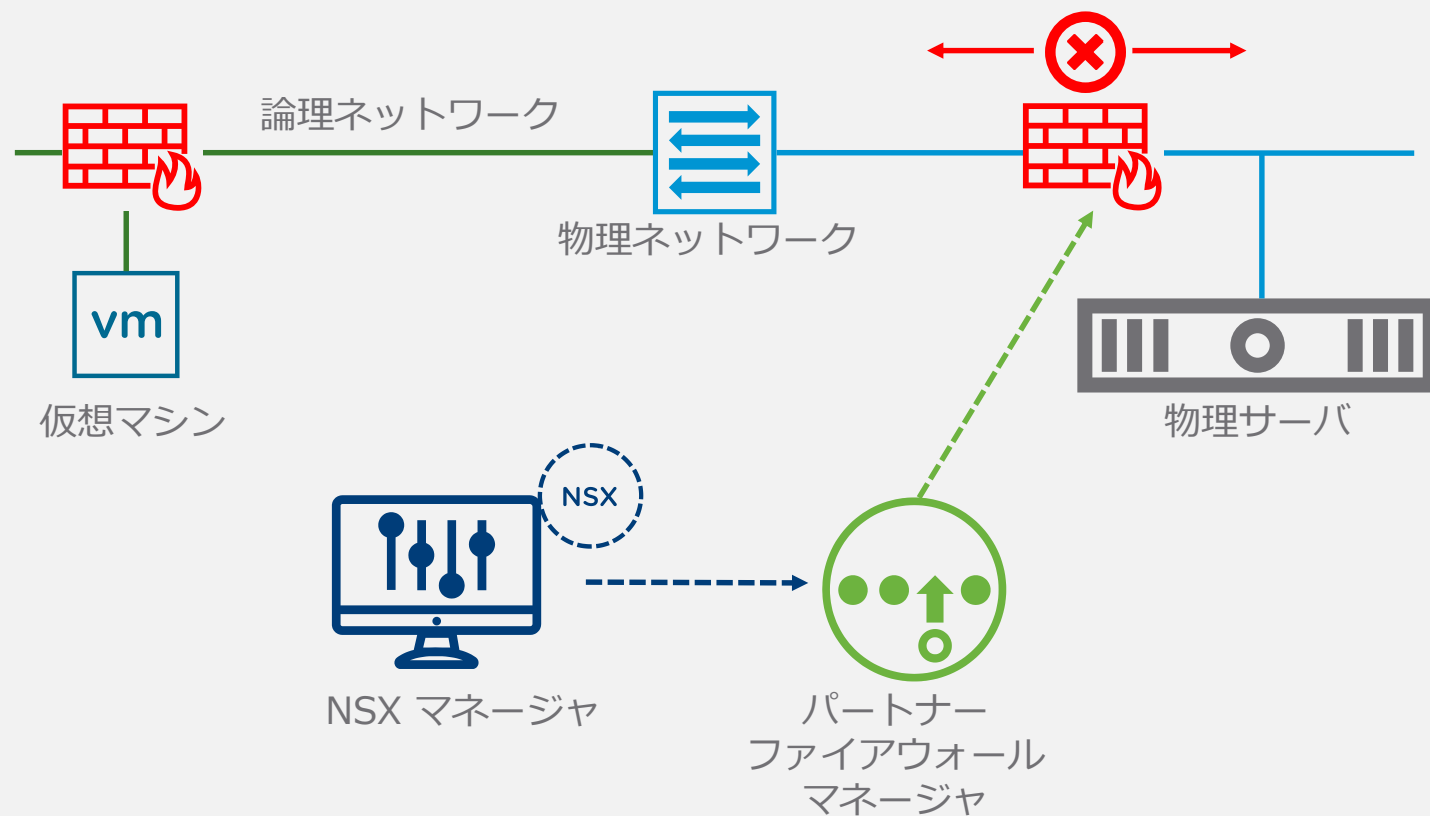 論理ネットワーク
物理ネットワーク
vm
仮想マシン
物理サーバ
NSX
NSX マネージャ
パートナー
ファイアウォール
マネージャ